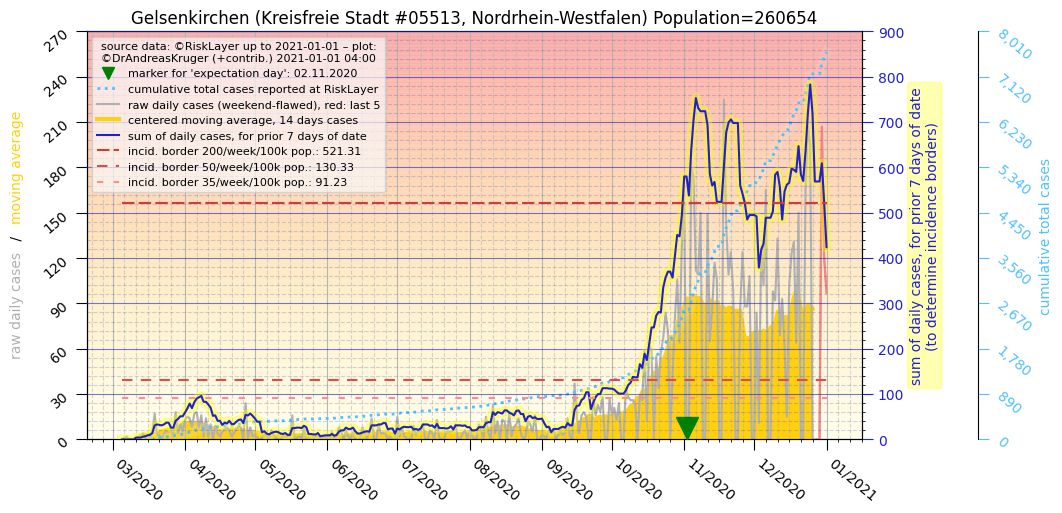 Gelsenkirchen (Kreisfreie Stadt #05513, Nordrhein-Westfalen) Population=260654
source data: ©RiskLayer up to 2021-01-01 – plot:
©DrAndreasKruger (+contrib.) 2021-01-01 04:00
marker for 'expectation day': 02.11.2020
cumulative total cases reported at RiskLayer
raw daily cases (weekend-flawed), red: last 5
centered moving average, 14 days cases
sum of daily cases, for prior 7 days of date
incid. border 200/week/100k pop.: 521.31
incid. border 50/week/100k pop.: 130.33
incid. border 35/week/100k pop.: 91.23
raw daily cases / moving average
270
240
210
180
150
120
90
60
30
0
03/2020
04/2020
05/2020
06/2020
07/2020
08/2020
09/2020
10/2020
11/2020
12/2020
01/2021
900
800
700
600
500
400
300
200
100
0
sum of daily cases, for prior 7 days of date
(to determine incidence borders)
8,010
7,120
6,230
5,340
4,450
3,560
2,670
1,780
890
0
cumulative total cases